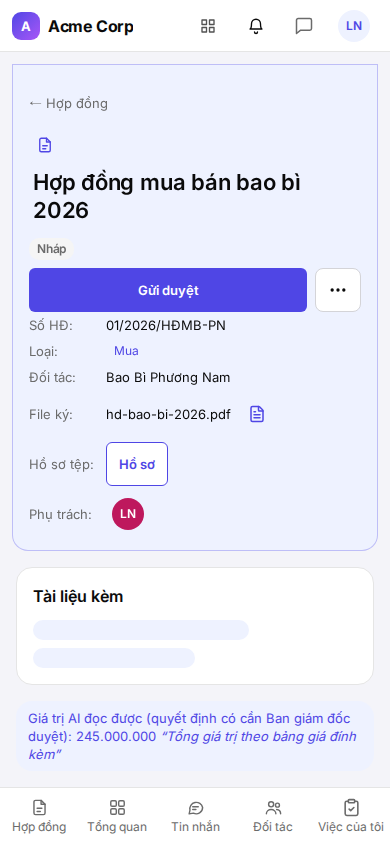 A Acme Corp LN
← Hợp đồng
Hợp đồng mua bán bao bì
2026
Nháp
Gửi duyệt
Số HĐ: 01/2026/HĐMB-PN
Loại: Mua
Đối tác: Bao Bì Phương Nam
File ký: hd-bao-bi-2026.pdf
Hồ sơ tệp: Hồ sơ
Phụ trách: LN
Tài liệu kèm
Giá trị AI đọc được (quyết định có cần Ban giám đốc
duyệt): 245.000.000 “Tổng giá trị theo bảng giá đính
kèm”
Hợp đồng Tổng quan Tin nhắn Đối tác Việc của tôi